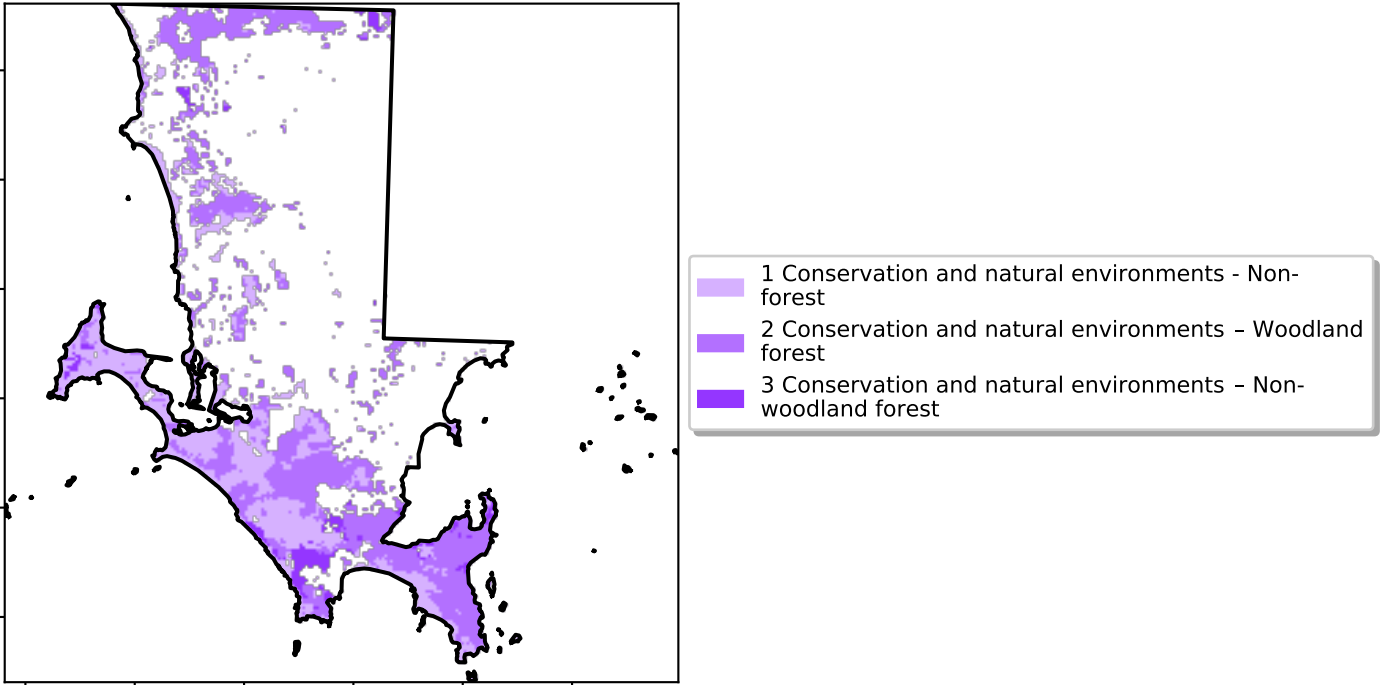 1 Conservation and natural environments - Non-
forest
2 Conservation and natural environments – Woodland
forest
3 Conservation and natural environments – Non-
woodland forest